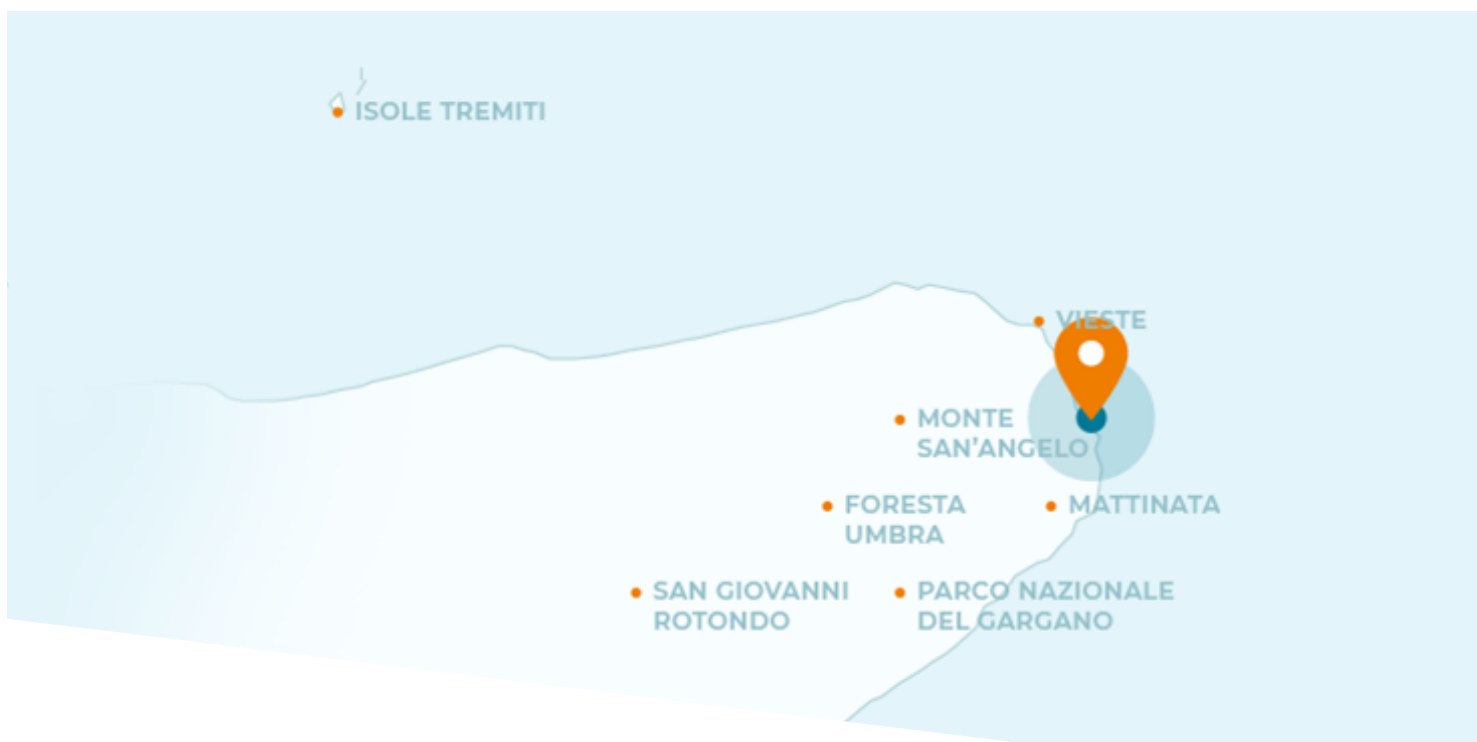 ISOLE TREMITI
VIESTE
MONTE
SAN'ANGELO
FORESTA
UMBRA
MATTINATA
SAN GIOVANNI
ROTONDO
PARCO NAZIONALE
DEL GARGANO